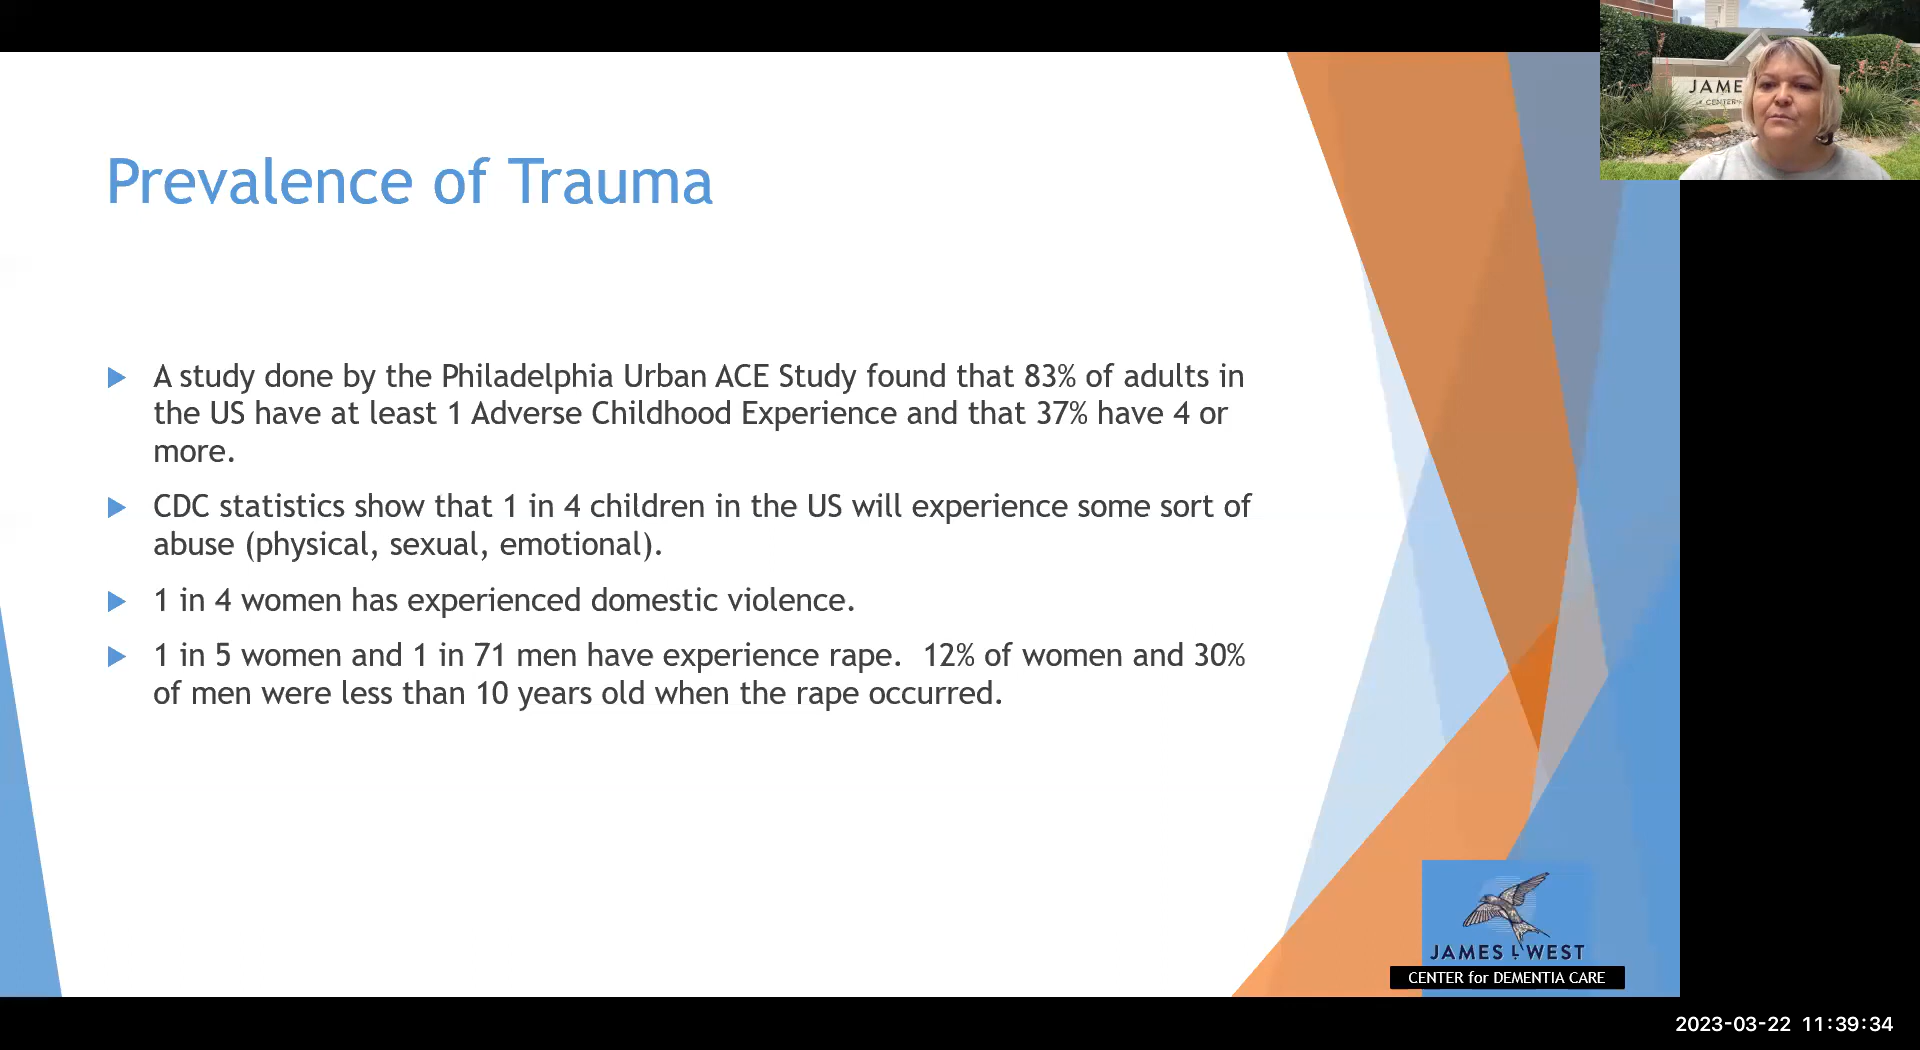 JAME
CENTER
Prevalence of Trauma
A study done by the Philadelphia Urban ACE Study found that 83% of adults in
the US have at least 1 Adverse Childhood Experience and that 37% have 4 or
more.
CDC statistics show that 1 in 4 children in the US will experience some sort of
abuse (physical, sexual, emotional).
1 in 4 women has experienced domestic violence.
1 in 5 women and 1 in 71 men have experience rape.  12% of women and 30%
of men were less than 10 years old when the rape occurred.
JAMES L WEST
CENTER for DEMENTIA CARE
2023-03-22 11:39:34